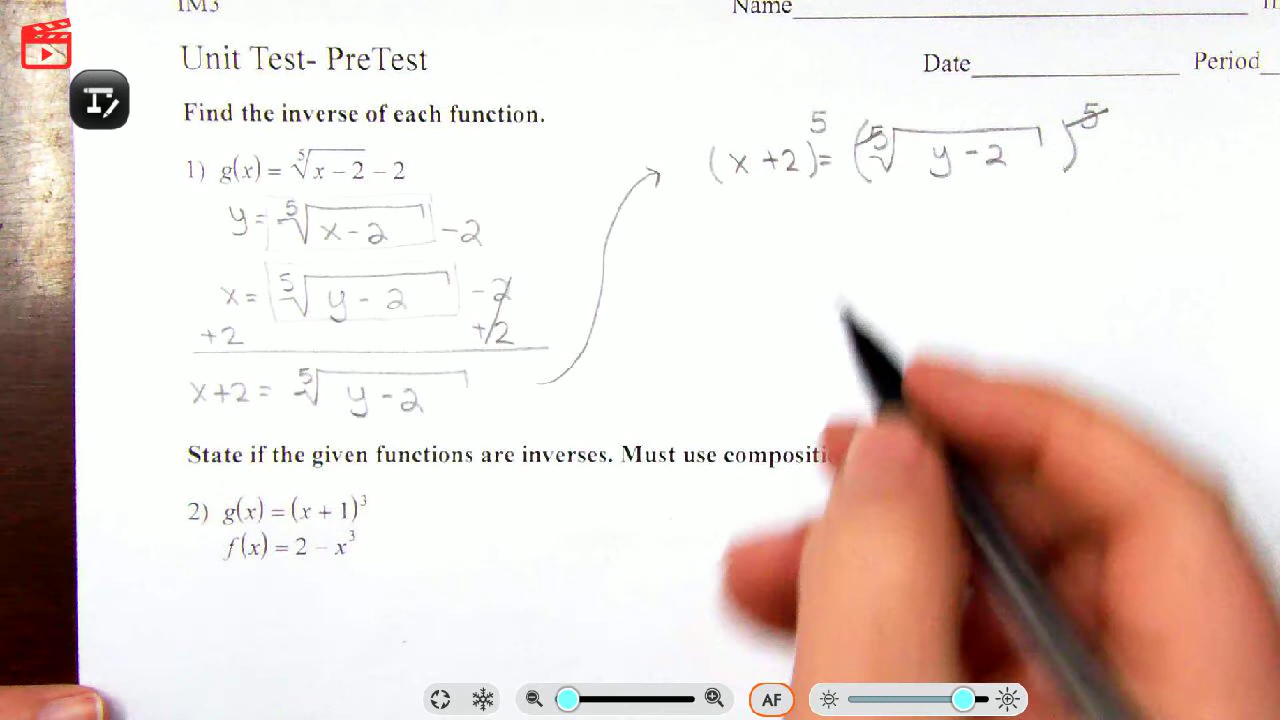 IM3 Name
Unit Test- PreTest
Date Period
Find the inverse of each function.
1) g(x) = ⁵√(x − 2) − 2
y = ⁵√(x − 2) − 2
x = ⁵√(y − 2) − 2
+2 +2
x+2 = ⁵√(y − 2)
(x+2)⁵ = (⁵√(y − 2))⁵
State if the given functions are inverses. Must use compositi
2) g(x) = (x + 1)³
f(x) = 2 − x³
AF